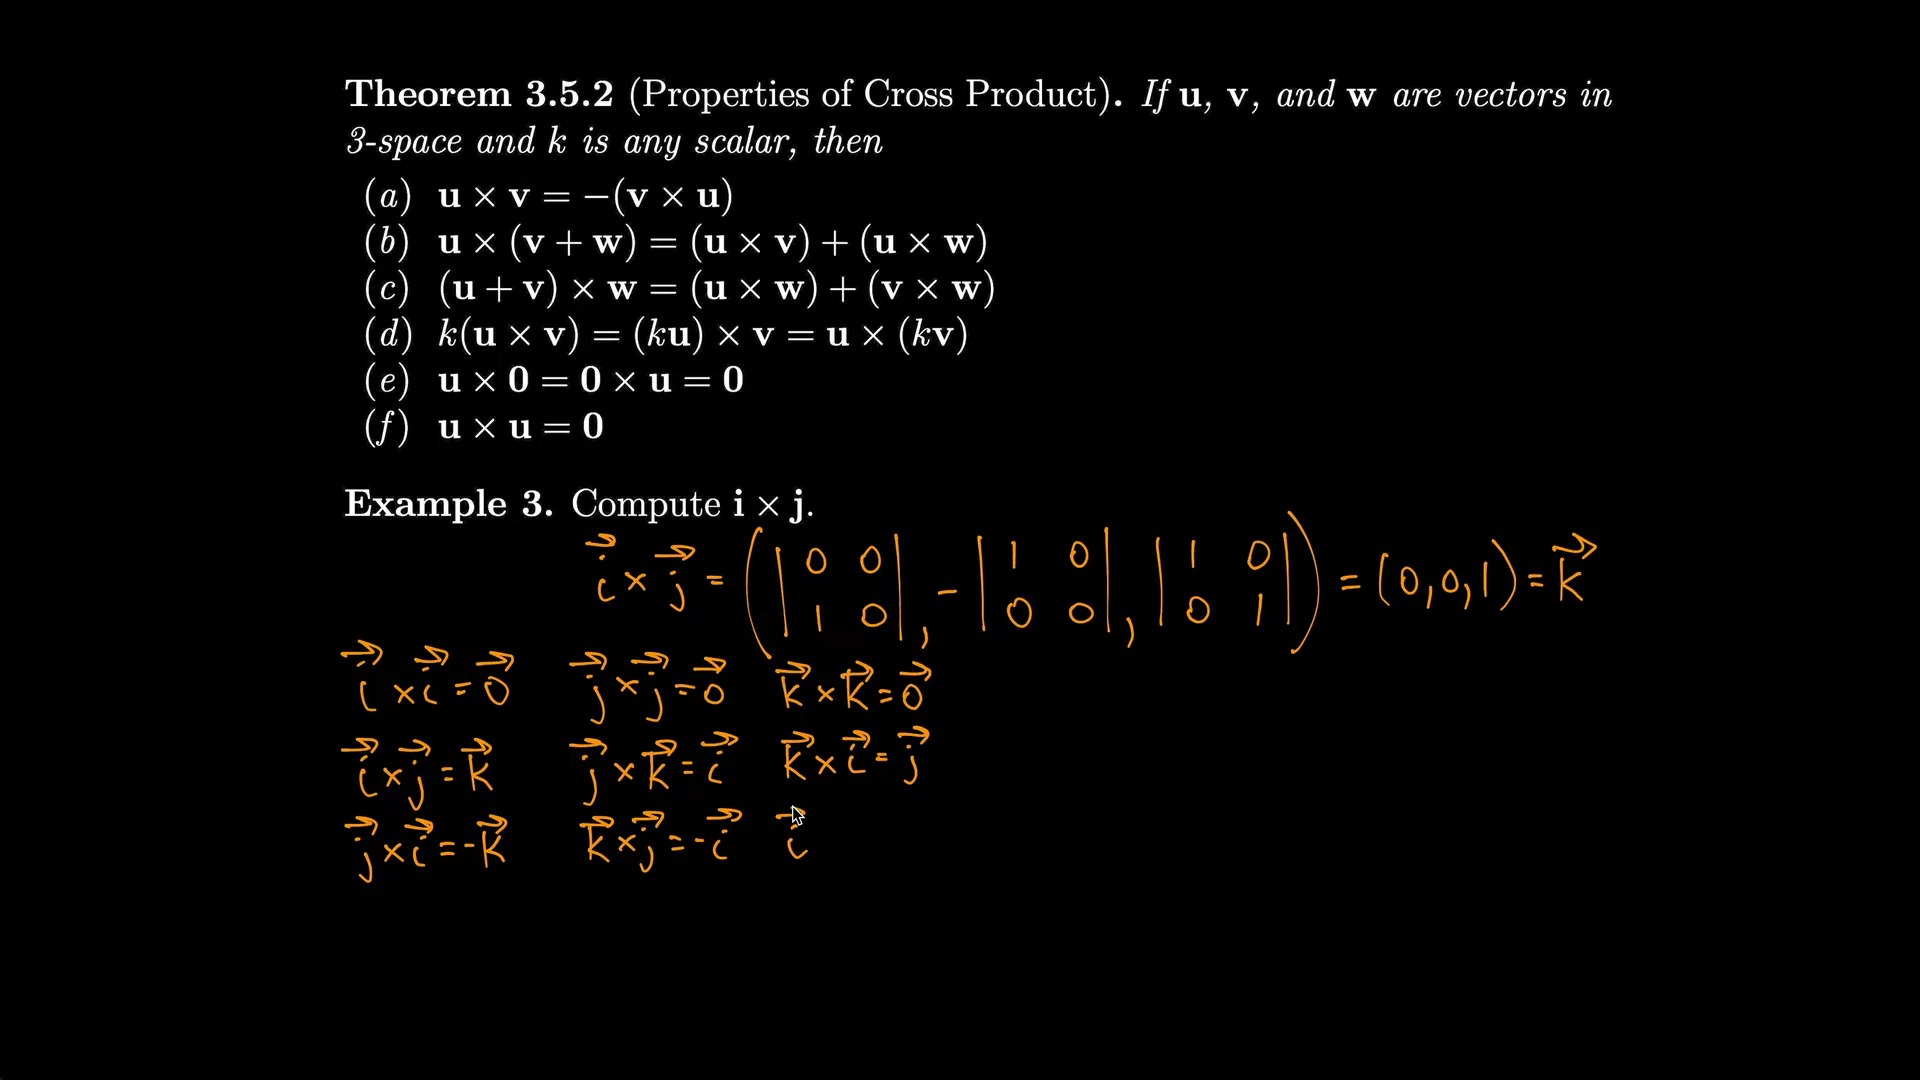 Theorem 3.5.2 (Properties of Cross Product). If u, v, and w are vectors in
3-space and k is any scalar, then
(a) u × v = −(v × u)
(b) u × (v + w) = (u × v) + (u × w)
(c) (u + v) × w = (u × w) + (v × w)
(d) k(u × v) = (ku) × v = u × (kv)
(e) u × 0 = 0 × u = 0
(f) u × u = 0
Example 3. Compute i × j.
i⃗ × j⃗ = ( | 0 0 ; 1 0 | , − | 1 0 ; 0 0 | , | 1 0 ; 0 1 | ) = (0,0,1) = k⃗
i⃗ × i⃗ = 0⃗ j⃗ × j⃗ = 0⃗ k⃗ × k⃗ = 0⃗
i⃗ × j⃗ = k⃗ j⃗ × k⃗ = i⃗ k⃗ × i⃗ = j⃗
j⃗ × i⃗ = -k⃗ k⃗ × j⃗ = -i⃗ i⃗